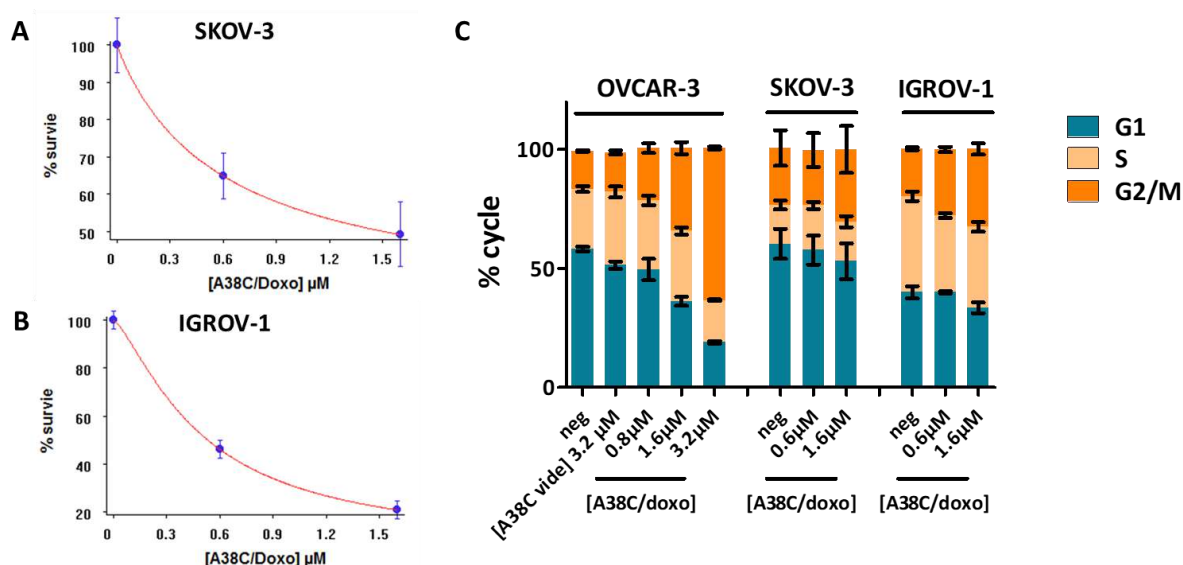 A
SKOV-3
% survie
100
90
80
70
60
50
0
0.3
0.6
0.9
1.2
1.5
[A38C/Doxo] µM
B
IGROV-1
% survie
100
80
60
40
20
0
0.3
0.6
0.9
1.2
1.5
[A38C/Doxo] µM
C
OVCAR-3
SKOV-3
IGROV-1
% cycle
100
50
0
neg
[A38C vide] 3.2 µM
0.8µM
1.6µM
3.2µM
neg
0.6µM
1.6µM
neg
0.6µM
1.6µM
[A38C/doxo]
[A38C/doxo]
[A38C/doxo]
G1
S
G2/M